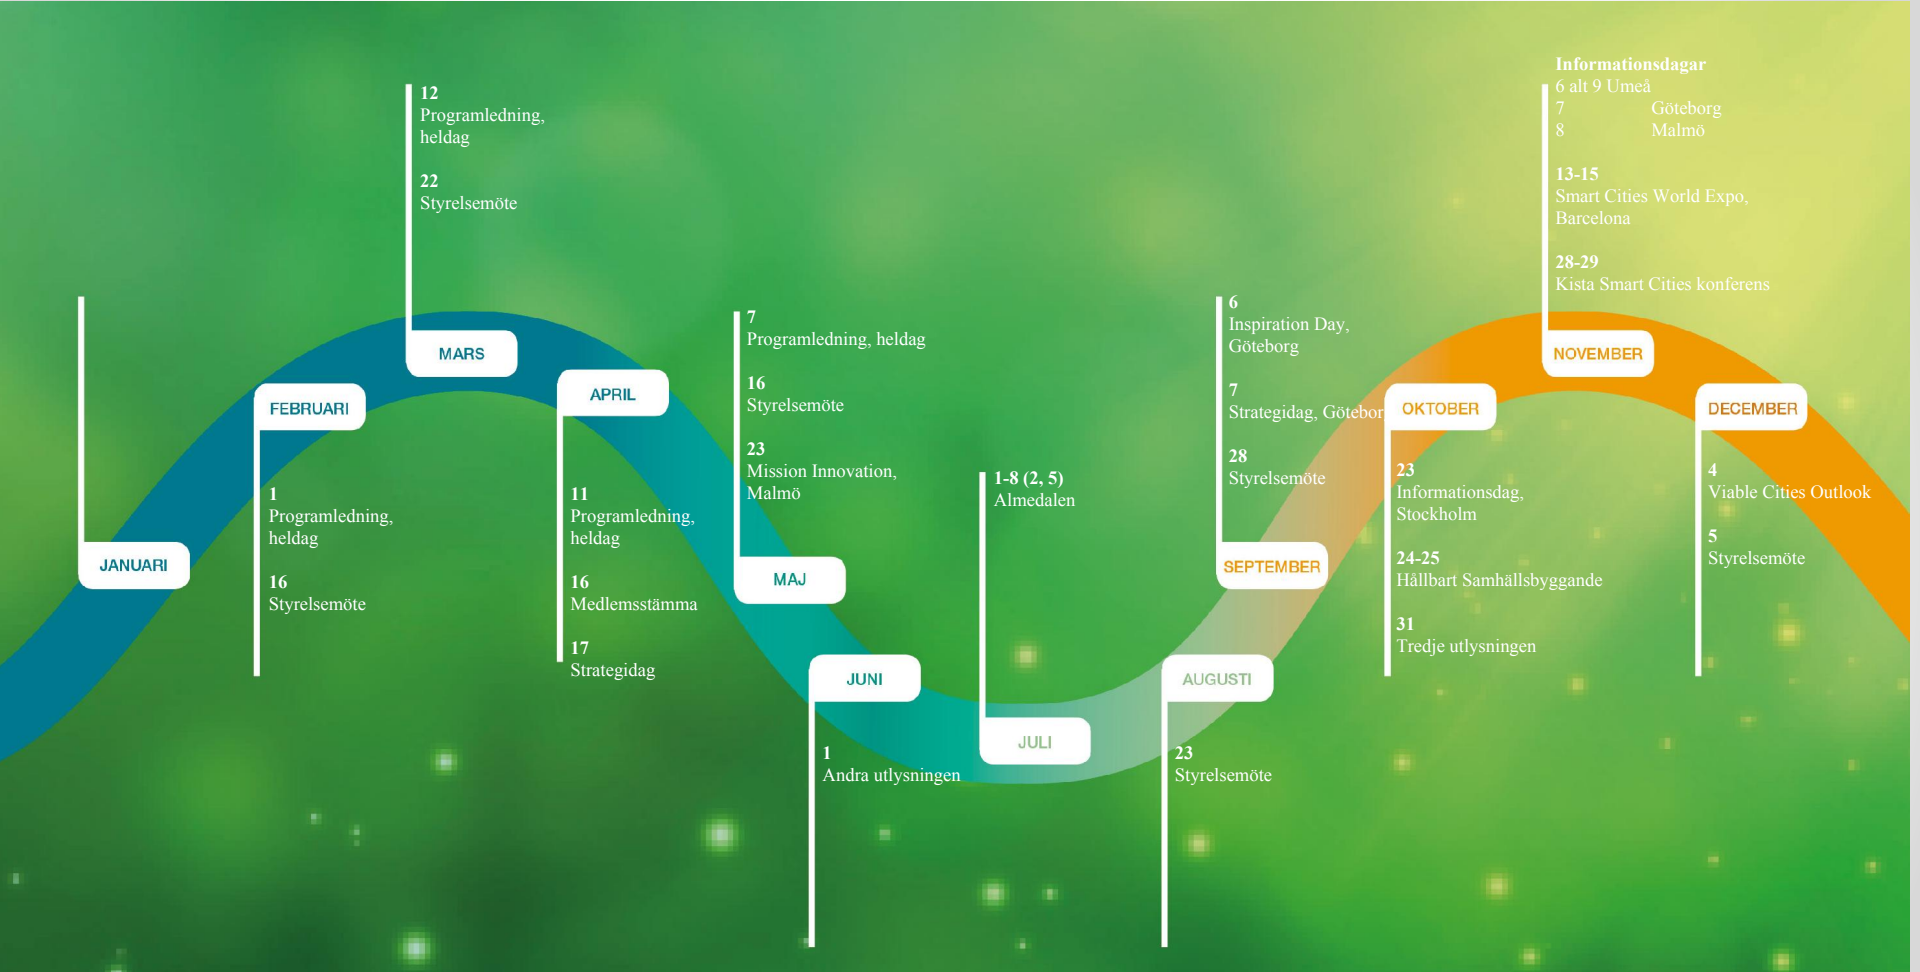 JANUARI
FEBRUARI
1
Programledning,
heldag
16
Styrelsemöte
12
Programledning,
heldag
22
Styrelsemöte
MARS
APRIL
11
Programledning,
heldag
16
Medlemsstämma
17
Strategidag
7
Programledning, heldag
16
Styrelsemöte
23
Mission Innovation,
Malmö
MAJ
JUNI
1
Andra utlysningen
1-8 (2, 5)
Almedalen
JULI
AUGUSTI
23
Styrelsemöte
6
Inspiration Day,
Göteborg
7
Strategidag, Götebor
28
Styrelsemöte
SEPTEMBER
OKTOBER
23
Informationsdag,
Stockholm
24-25
Hållbart Samhällsbyggande
31
Tredje utlysningen
Informationsdagar
6 alt 9 Umeå
7 Göteborg
8 Malmö
13-15
Smart Cities World Expo,
Barcelona
28-29
Kista Smart Cities konferens
NOVEMBER
DECEMBER
4
Viable Cities Outlook
5
Styrelsemöte